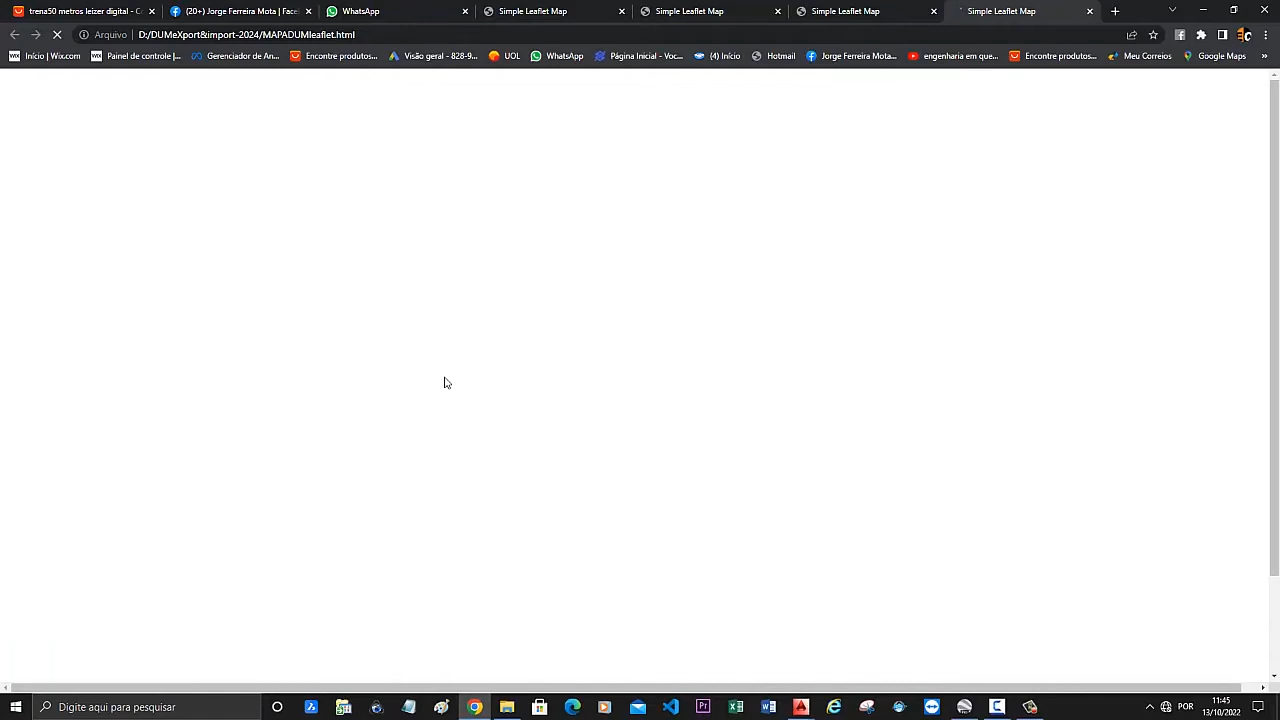 trena50 metros leizer digital - C
(20+) Jorge Ferreira Mota | Face
WhatsApp
Simple Leaflet Map
Simple Leaflet Map
Simple Leaflet Map
Simple Leaflet Map
Arquivo | D:/DUMeXport&import-2024/MAPADUMleaflet.html
Início | Wix.com
Painel de controle |...
Gerenciador de An...
Encontre produtos...
Visão geral - 828-9...
UOL
WhatsApp
Página Inicial - Voc...
(4) Início
Hotmail
Jorge Ferreira Mota...
engenharia em que...
Encontre produtos...
Meu Correios
Google Maps
»
Digite aqui para pesquisar
POR
11:45
13/10/2022